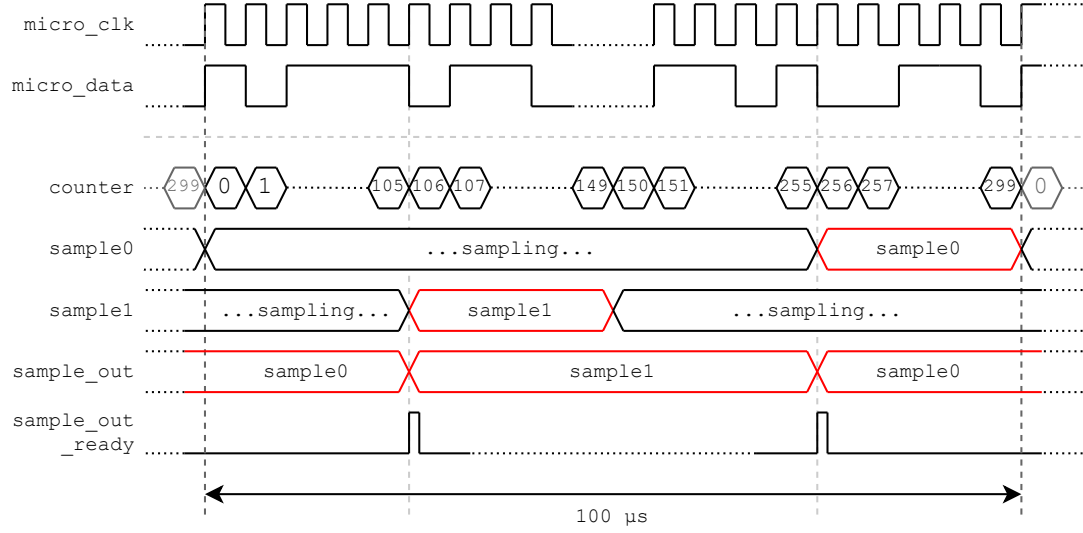 micro_clk
micro_data
counter 299 0 1 105 106 107 149 150 151 255 256 257 299 0
sample0 ...sampling... sample0
sample1 ...sampling... sample1 ...sampling...
sample_out sample0 sample1 sample0
sample_out
_ready
100 µs